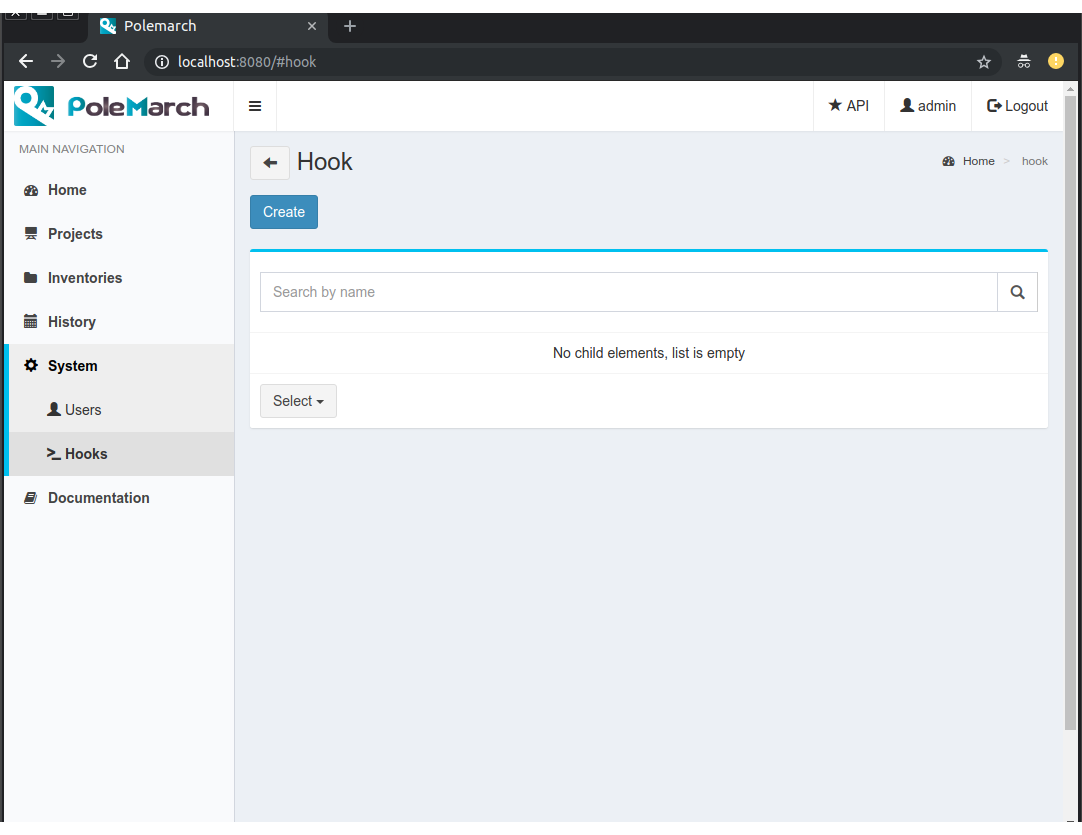 Polemarch
localhost:8080/#hook
PoleMarch
API
admin
Logout
MAIN NAVIGATION
Hook
Home > hook
Home
Create
Projects
Inventories
Search by name
History
No child elements, list is empty
System
Select
Users
Hooks
Documentation